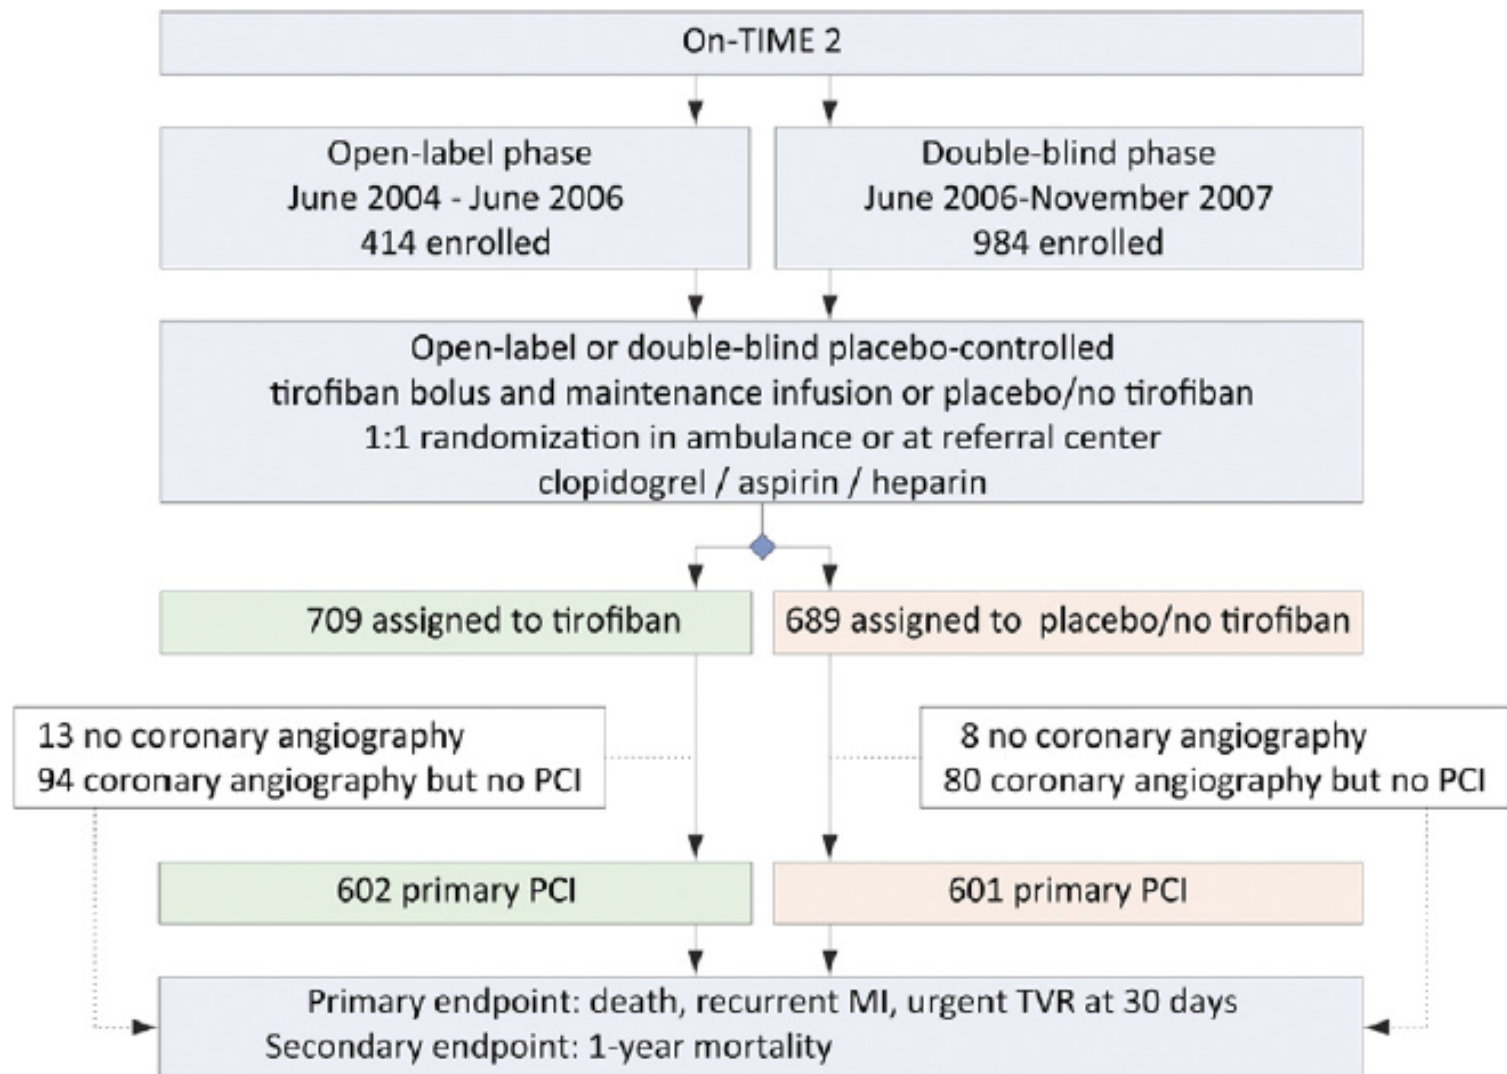 On-TIME 2
Open-label phase
June 2004 - June 2006
414 enrolled
Double-blind phase
June 2006-November 2007
984 enrolled
Open-label or double-blind placebo-controlled
tirofiban bolus and maintenance infusion or placebo/no tirofiban
1:1 randomization in ambulance or at referral center
clopidogrel / aspirin / heparin
709 assigned to tirofiban
689 assigned to placebo/no tirofiban
13 no coronary angiography
94 coronary angiography but no PCI
8 no coronary angiography
80 coronary angiography but no PCI
602 primary PCI
601 primary PCI
Primary endpoint: death, recurrent MI, urgent TVR at 30 days
Secondary endpoint: 1-year mortality